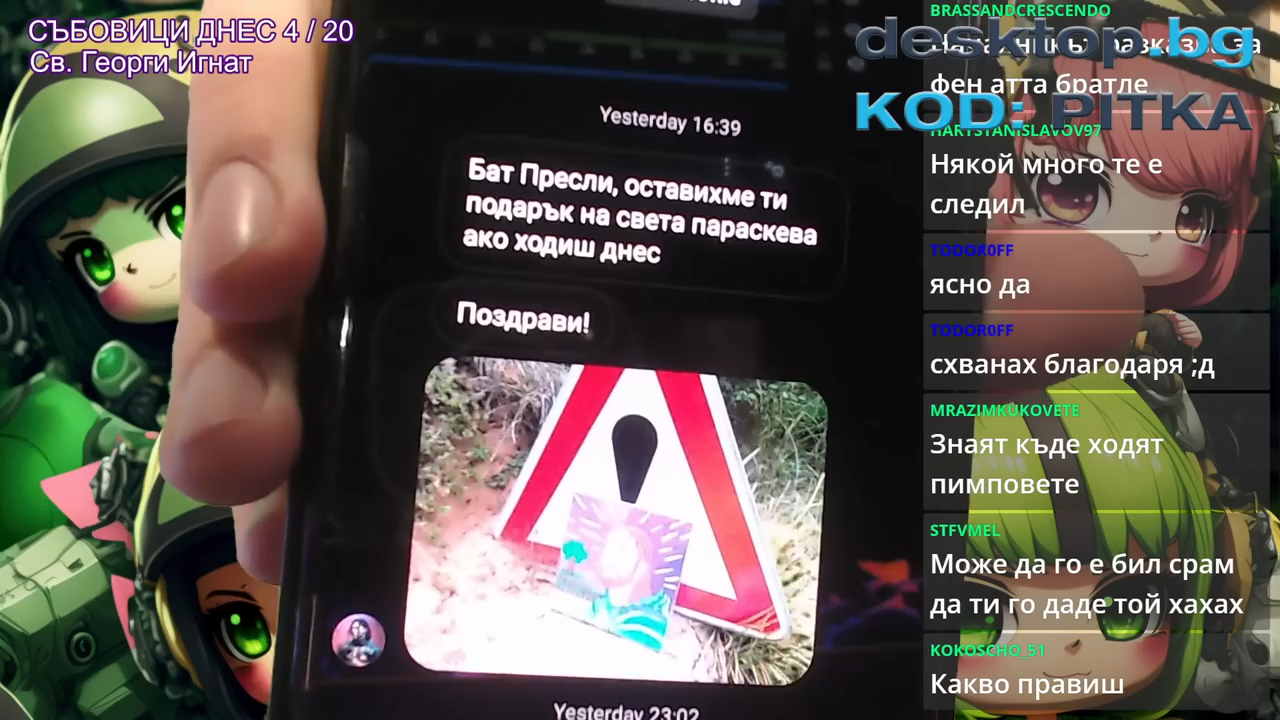 СЪБОВИЦИ ДНЕС 4 / 20
Св. Георги Игнат
desktop.bg
KOD: PITKA
Yesterday 16:39
Бат Пресли, оставихме ти
подарък на света параскева
ако ходиш днес
Поздрави!
Yesterday 23:02
BRASSANDCRESCENDO
фен атта братле
HARYSTANISLAVOV97
Някой много те е
следил
TODOR0FF
ясно да
TODOR0FF
схванах благодаря ;д
MRAZIMKUKOVETE
Знаят къде ходят
пимповете
STFVMEL
Може да го е бил срам
да ти го даде той хахах
KOKOSCHO_51
Какво правиш